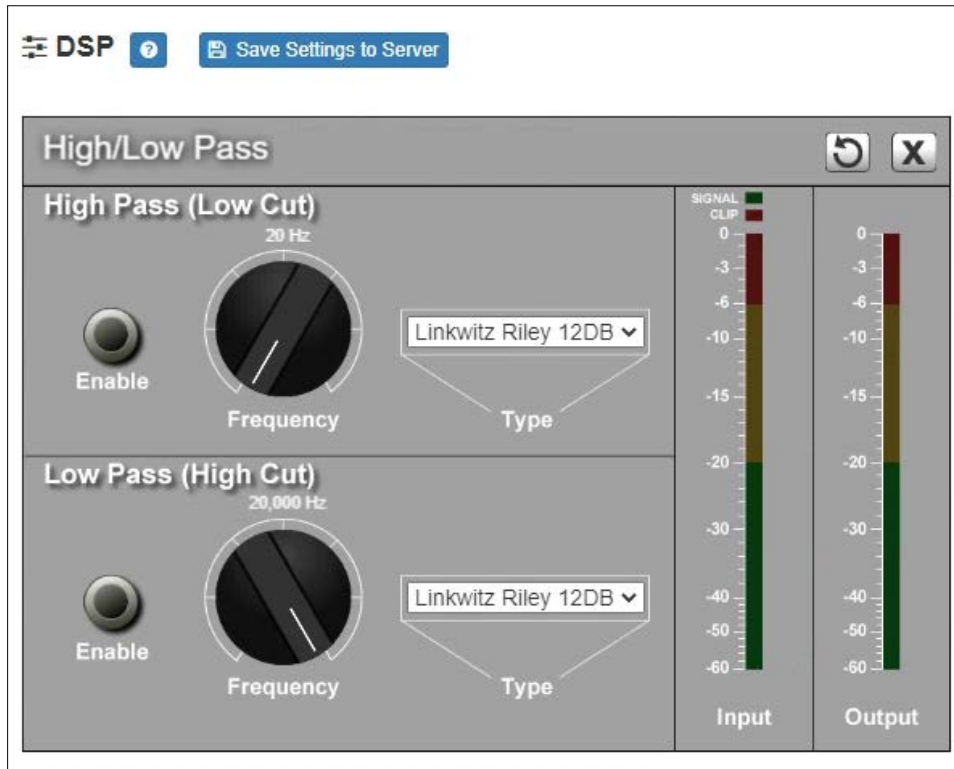 DSP ? Save Settings to Server
High/Low Pass X
High Pass (Low Cut)
20 Hz
Enable
Frequency
Linkwitz Riley 12DB
Type
Low Pass (High Cut)
20,000 Hz
Enable
Frequency
Linkwitz Riley 12DB
Type
SIGNAL
CLIP
0
-3
-6
-10
-15
-20
-30
-40
-50
-60
Input
0
-3
-6
-10
-15
-20
-30
-40
-50
-60
Output